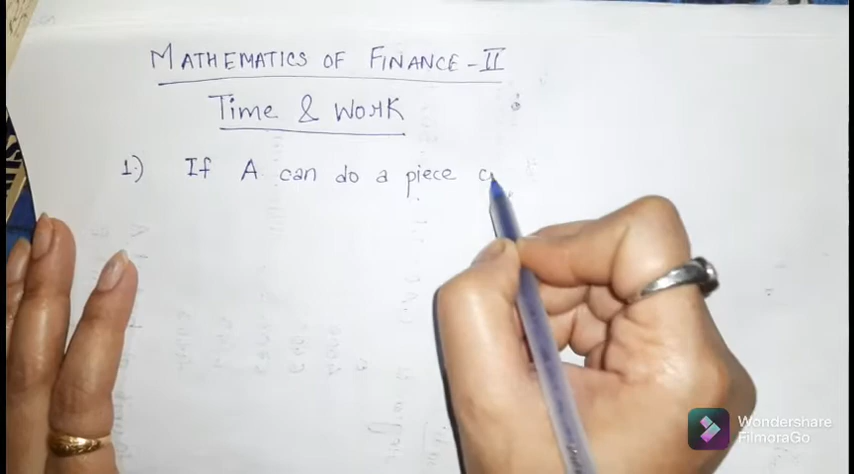 MATHEMATICS OF FINANCE - II
Time & Work
1.) If A can do a piece
Wondershare
FilmoraGo